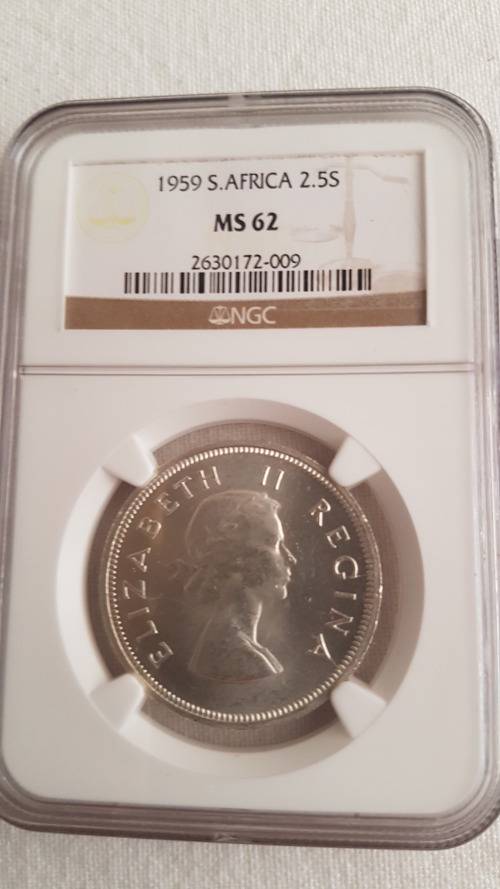 1959 S.AFRICA 2.5S
MS 62
2630172-009
NGC
ELIZABETH II REGINA